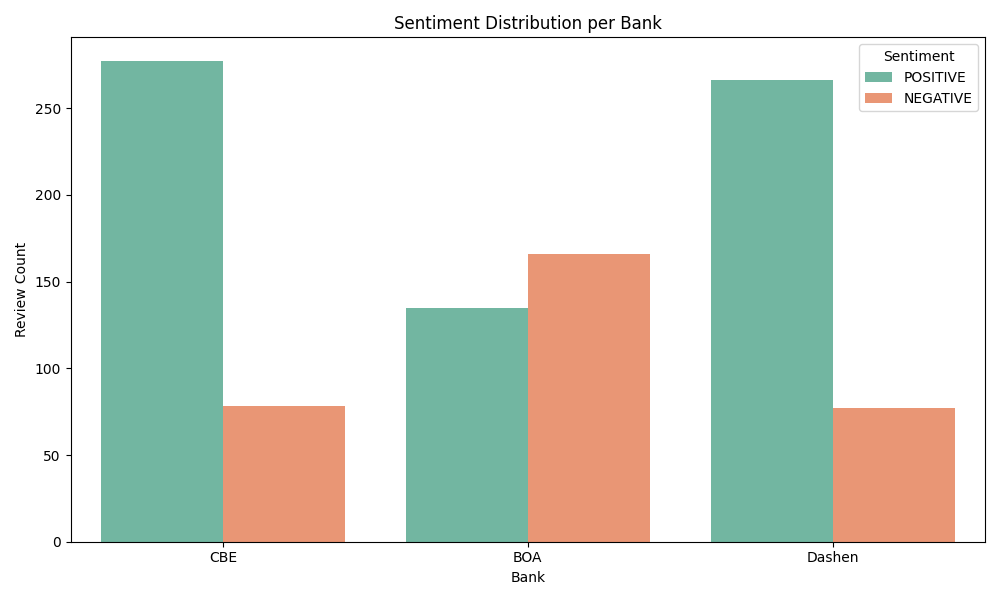 Sentiment Distribution per Bank
Sentiment
POSITIVE
NEGATIVE
Review Count
250
200
150
100
50
0
CBE
BOA
Dashen
Bank